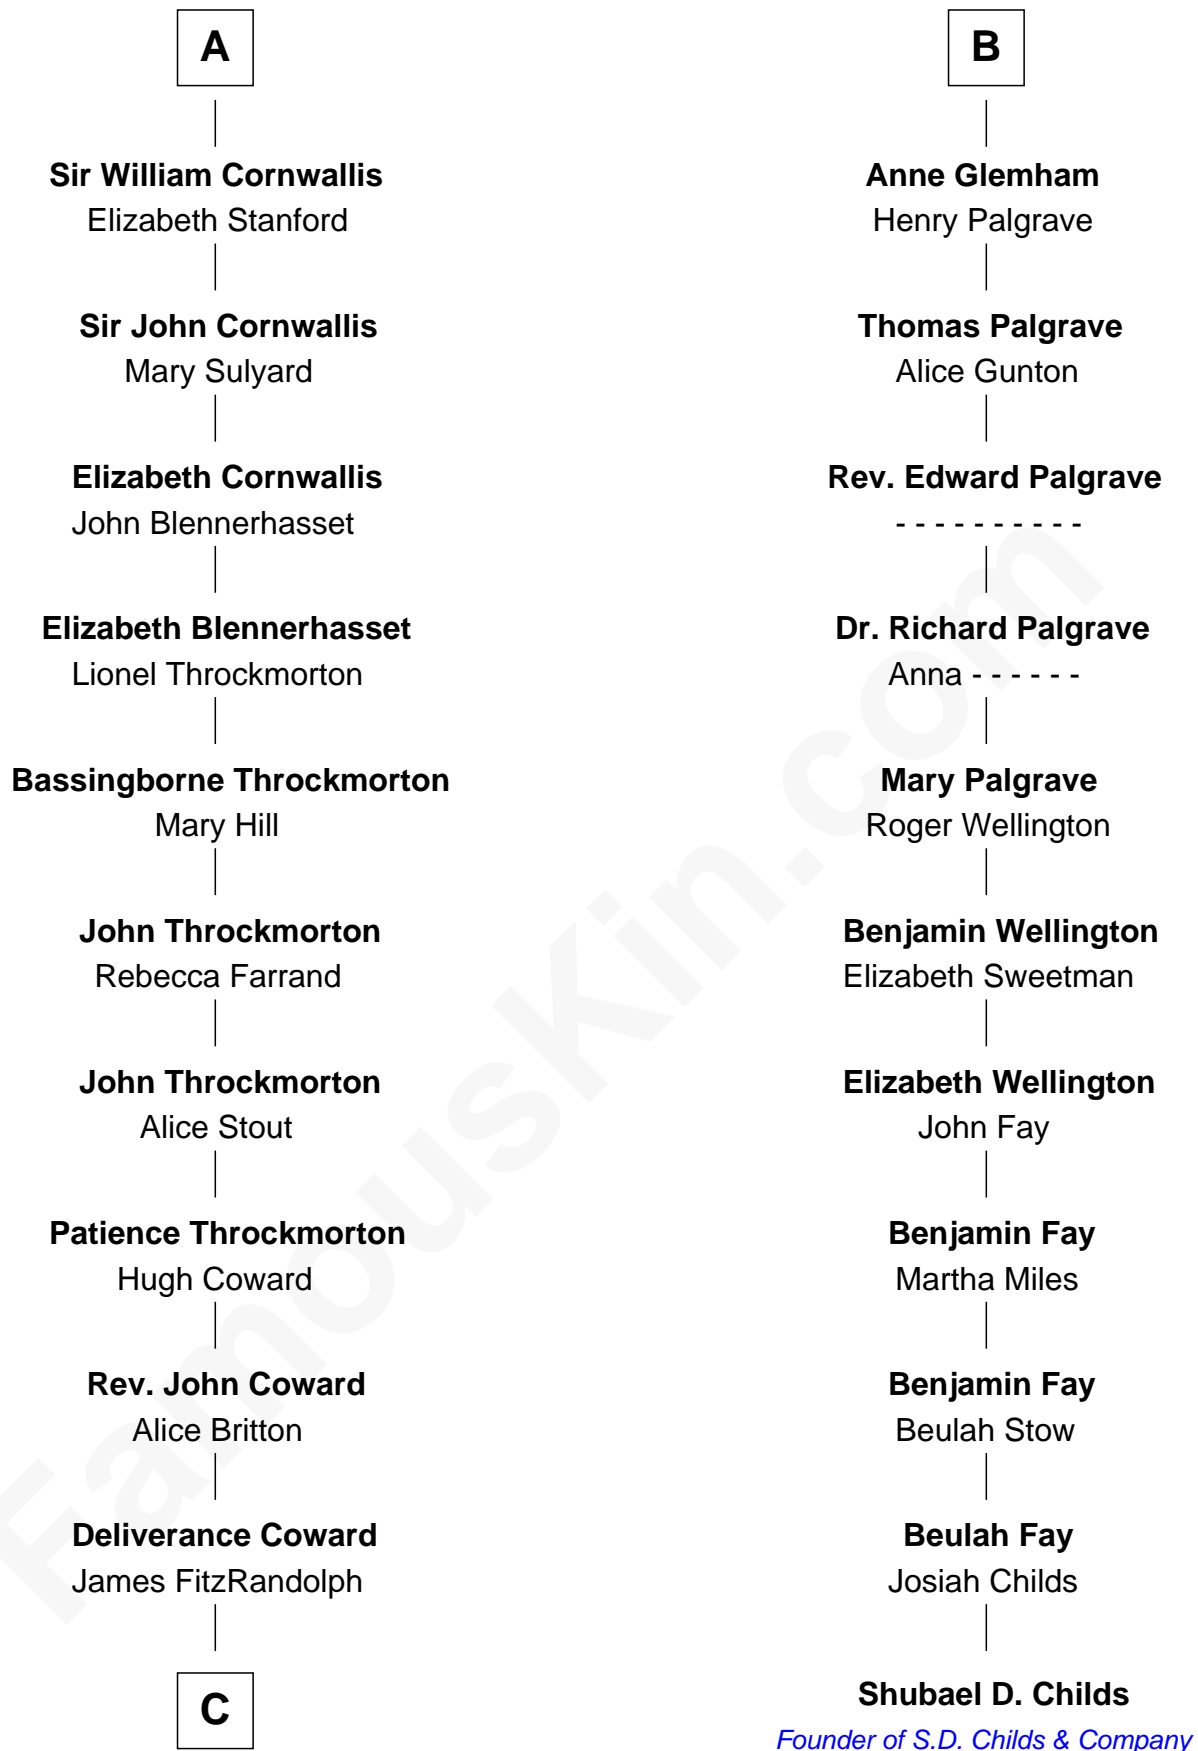 A
Sir William Cornwallis
Elizabeth Stanford
Sir John Cornwallis
Mary Sulyard
Elizabeth Cornwallis
John Blennerhasset
Elizabeth Blennerhasset
Lionel Throckmorton
Bassingborne Throckmorton
Mary Hill
John Throckmorton
Rebecca Farrand
John Throckmorton
Alice Stout
Patience Throckmorton
Hugh Coward
Rev. John Coward
Alice Britton
Deliverance Coward
James FitzRandolph
C
B
Anne Glemham
Henry Palgrave
Thomas Palgrave
Alice Gunton
Rev. Edward Palgrave
- - - - - - - - - -
Dr. Richard Palgrave
Anna - - - - - -
Mary Palgrave
Roger Wellington
Benjamin Wellington
Elizabeth Sweetman
Elizabeth Wellington
John Fay
Benjamin Fay
Martha Miles
Benjamin Fay
Beulah Stow
Beulah Fay
Josiah Childs
Shubael D. Childs
Founder of S.D. Childs & Company
FamousKin.com